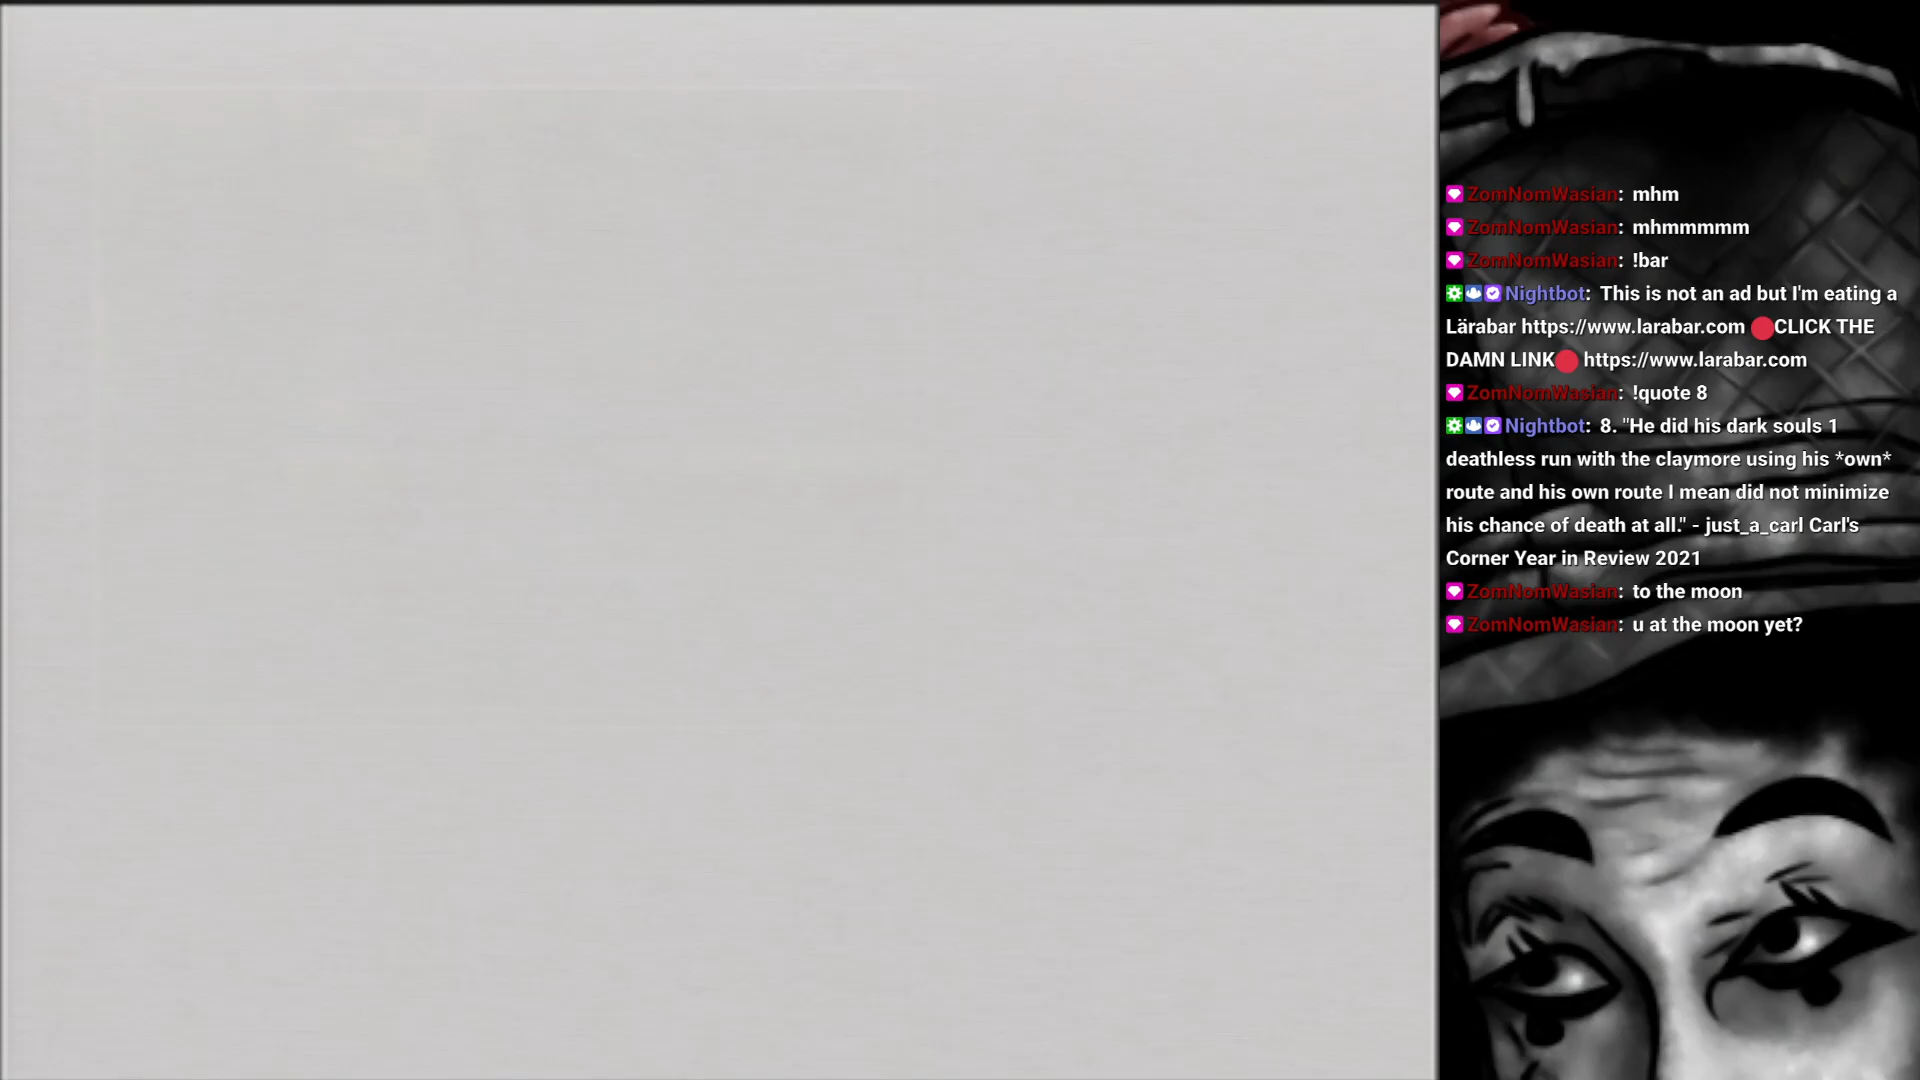 ZomNomWasian: mhm
ZomNomWasian: mhmmmmm
ZomNomWasian: !bar
Nightbot: This is not an ad but I'm eating a
Lärabar https://www.larabar.com 🔴CLICK THE
DAMN LINK🔴 https://www.larabar.com
ZomNomWasian: !quote 8
Nightbot: 8. "He did his dark souls 1
deathless run with the claymore using his *own*
route and his own route I mean did not minimize
his chance of death at all." - just_a_carl Carl's
Corner Year in Review 2021
ZomNomWasian: to the moon
ZomNomWasian: u at the moon yet?